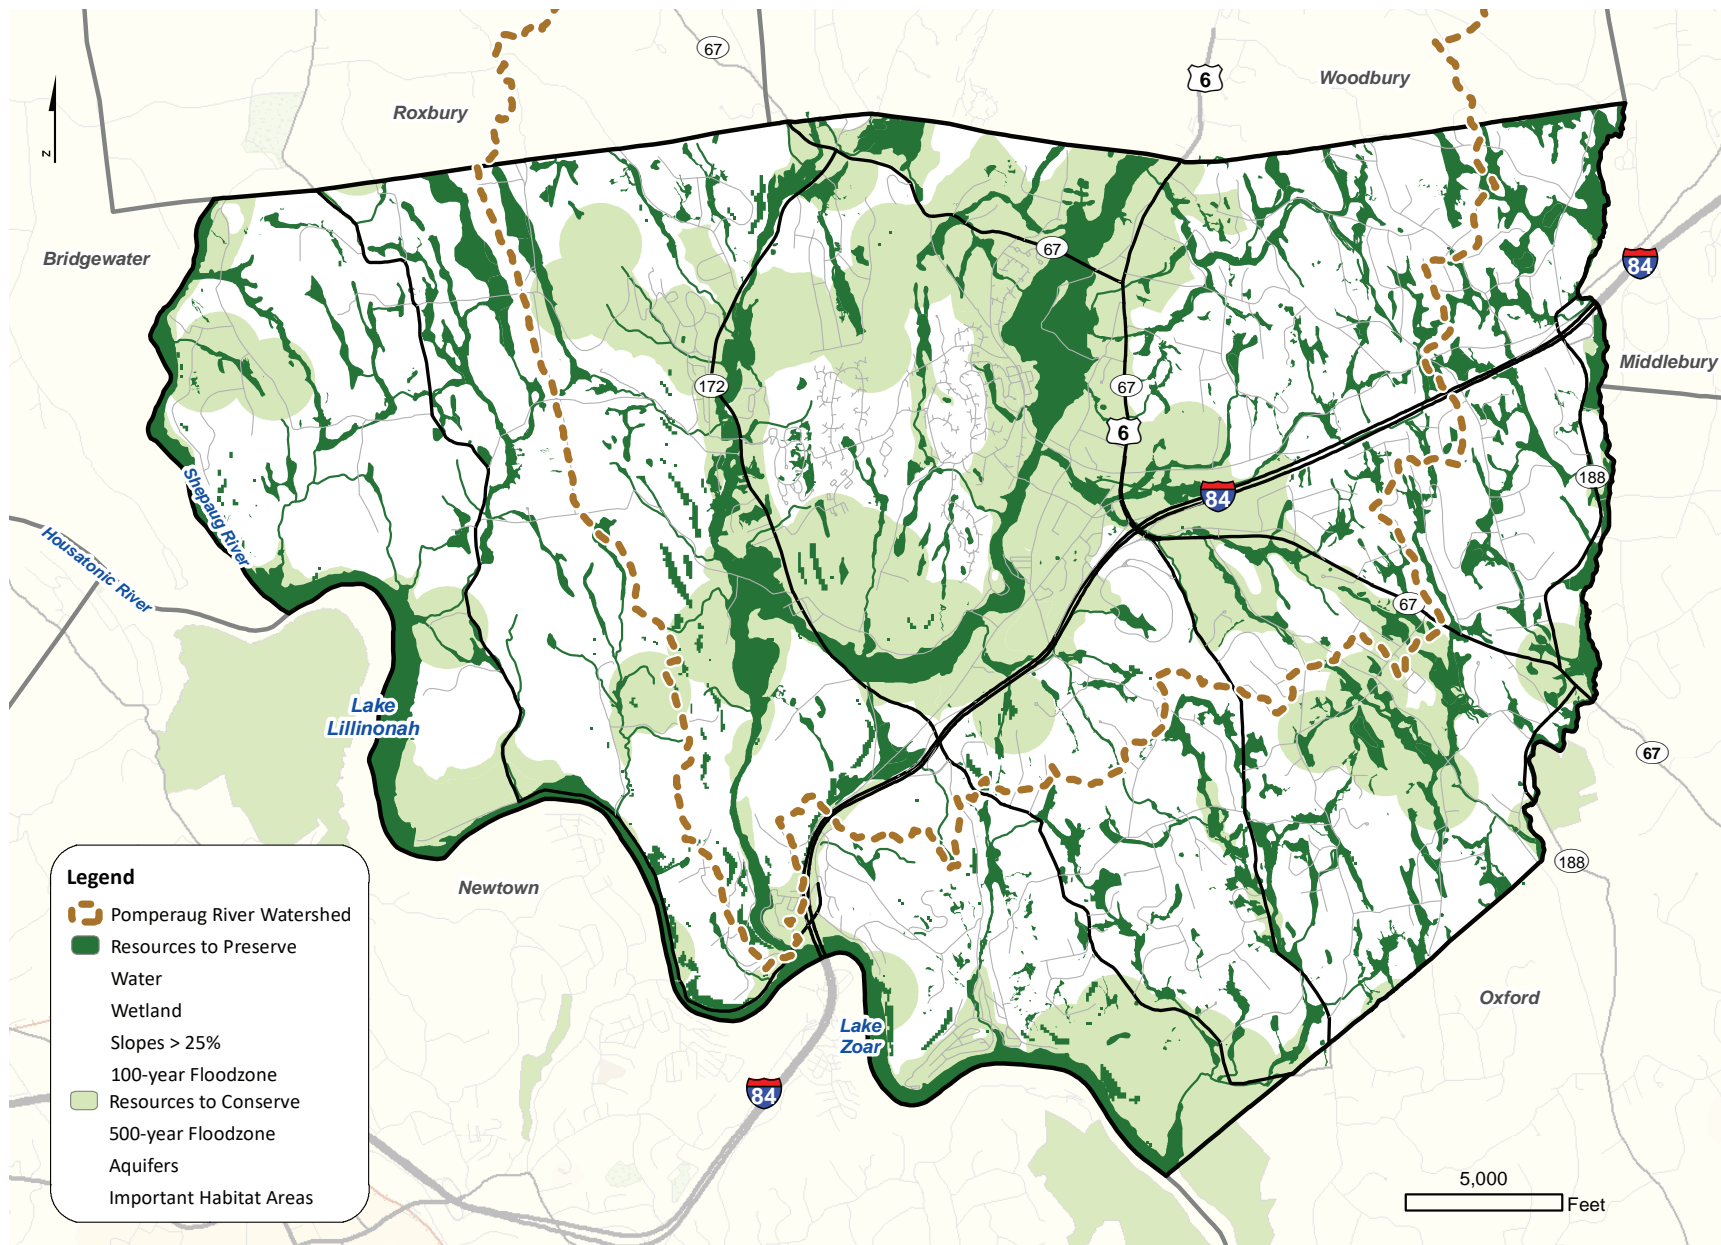 67
6
Woodbury
Roxbury
N
Bridgewater
67
84
172
67
6
Middlebury
188
84
Shepaug River
Housatonic River
67
Lake
Lillinonah
67
188
Newtown
Oxford
Lake
Zoar
84
Legend
Pomperaug River Watershed
Resources to Preserve
Water
Wetland
Slopes > 25%
100-year Floodzone
Resources to Conserve
500-year Floodzone
Aquifers
Important Habitat Areas
5,000
Feet